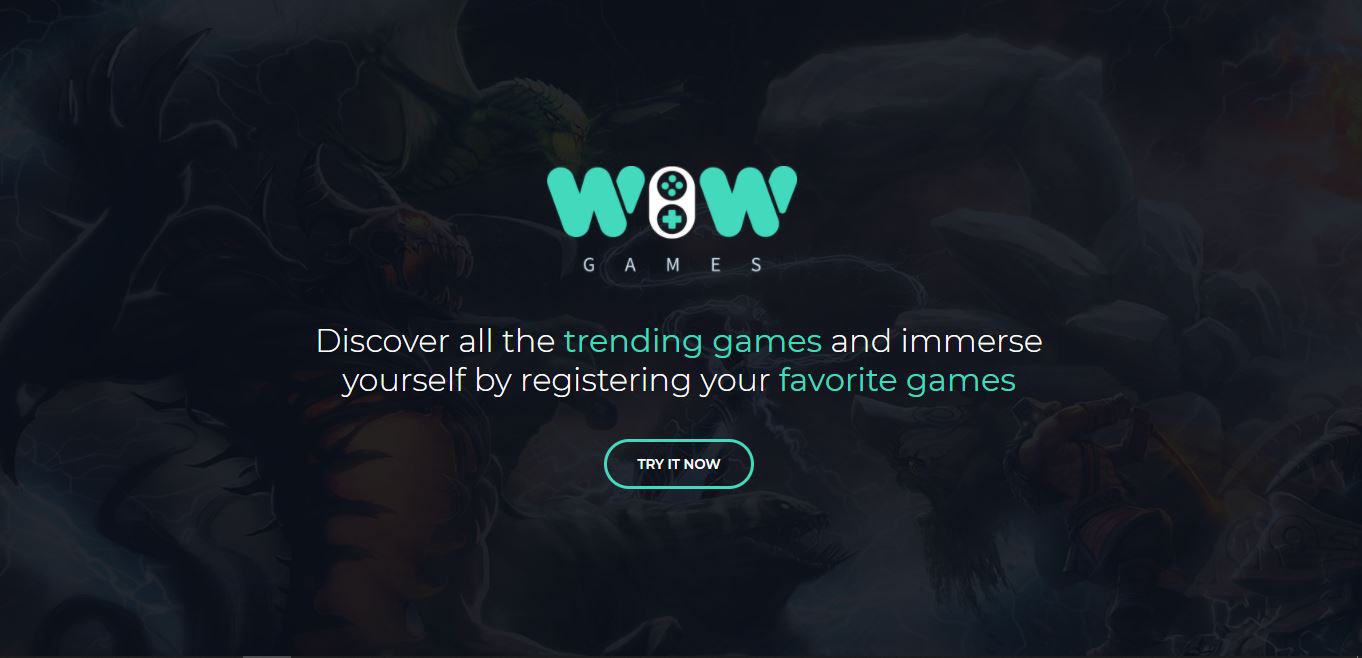 WOW
GAMES
Discover all the trending games and immerse
yourself by registering your favorite games
TRY IT NOW